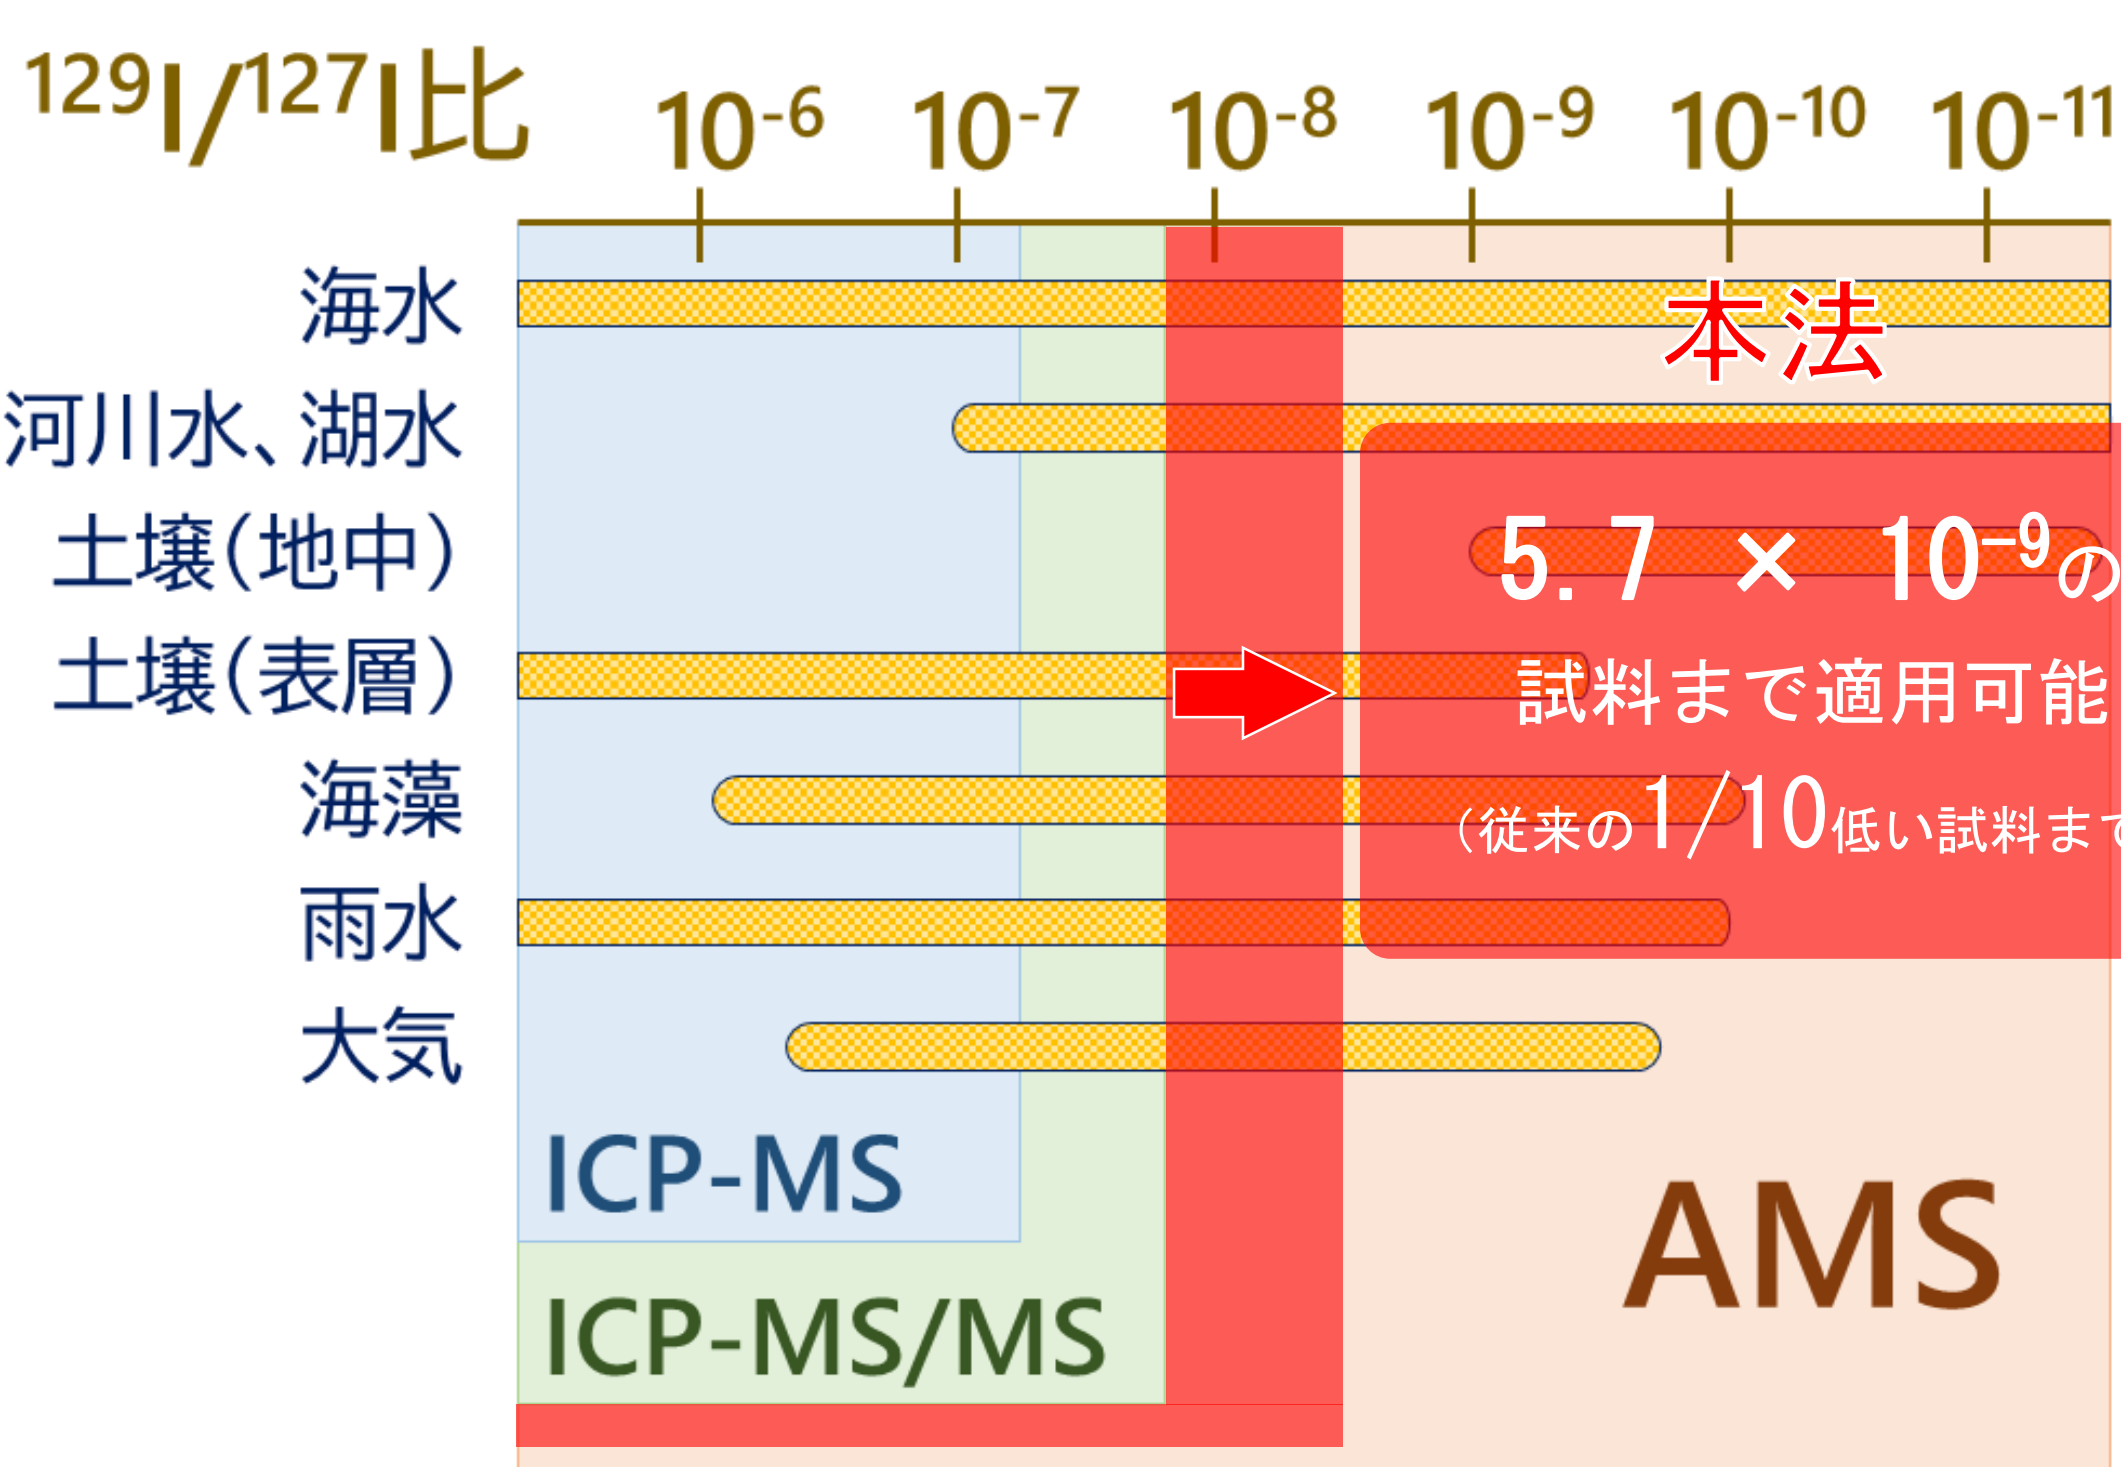 ¹²⁹I/¹²⁷I比
10⁻⁶ 10⁻⁷ 10⁻⁸ 10⁻⁹ 10⁻¹⁰ 10⁻¹¹
海水
本法
河川水、湖水
土壌(地中)
5.7 × 10⁻⁹の
土壌(表層)
試料まで適用可能
海藻
(従来の1/10低い試料まで
雨水
大気
ICP-MS
AMS
ICP-MS/MS